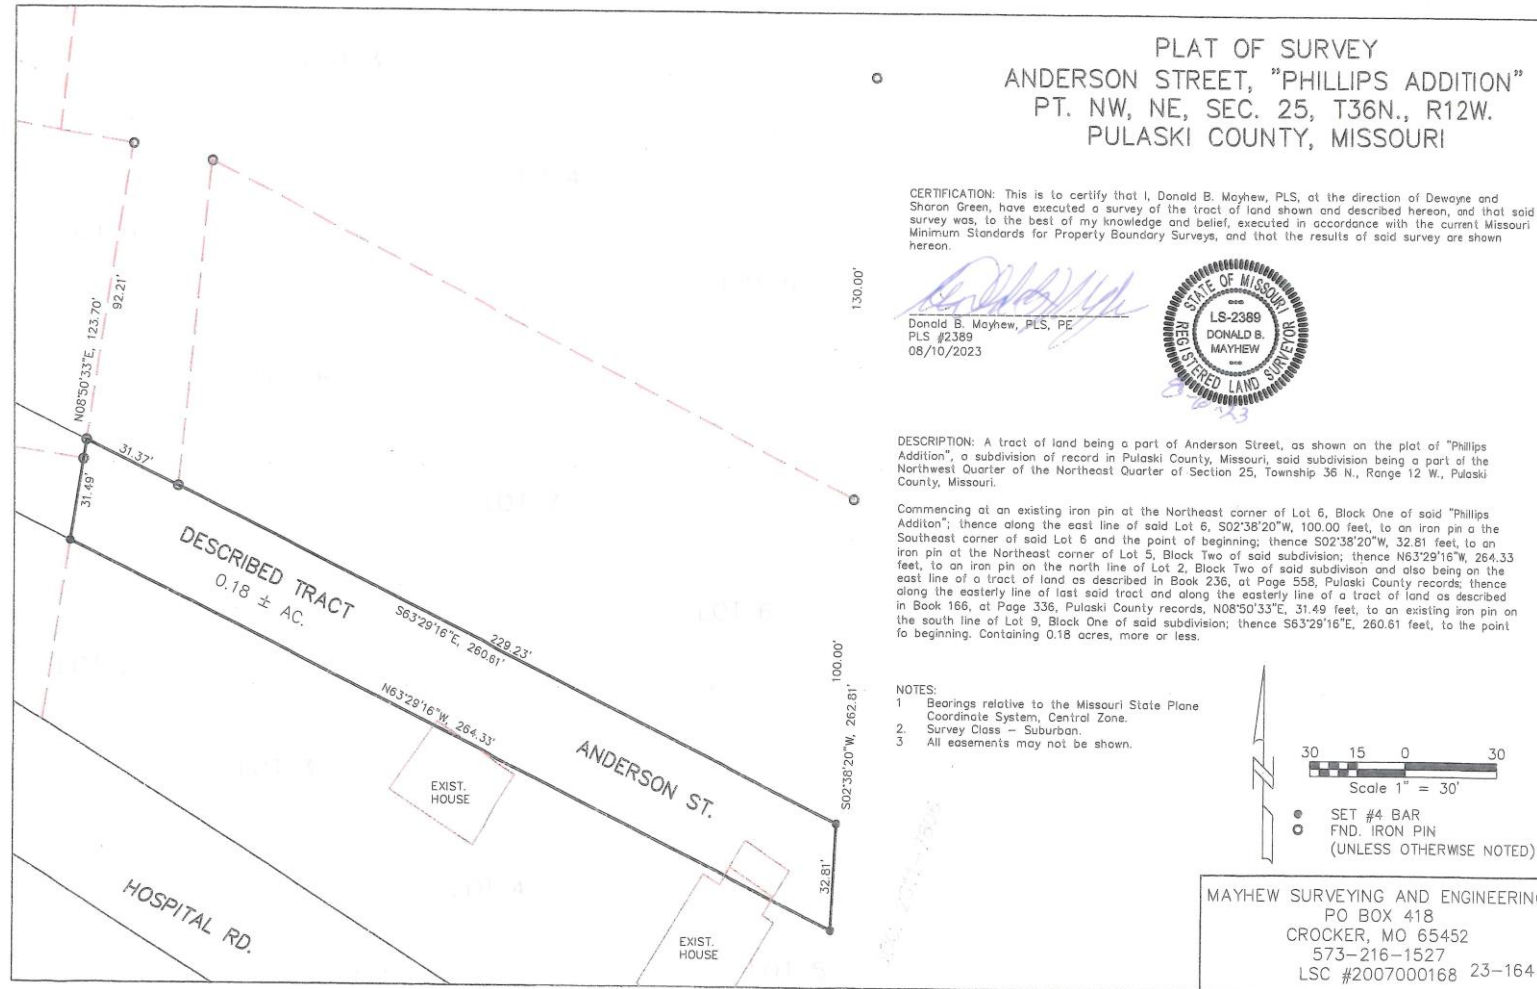 PLAT OF SURVEY
ANDERSON STREET, "PHILLIPS ADDITION"
PT. NW, NE, SEC. 25, T36N., R12W.
PULASKI COUNTY, MISSOURI
CERTIFICATION: This is to certify that I, Donald B. Mayhew, PLS, at the direction of Dewayne and
Sharon Green, have executed a survey of the tract of land shown and described hereon, and that said
survey was, to the best of my knowledge and belief, executed in accordance with the current Missouri
Minimum Standards for Property Boundary Surveys, and that the results of said survey are shown
hereon.
Donald B. Mayhew, PLS, PE
PLS #2389
08/10/2023
STATE OF MISSOURI
LS-2389
DONALD B.
MAYHEW
REGISTERED LAND SURVEYOR
DESCRIPTION: A tract of land being a part of Anderson Street, as shown on the plat of "Phillips
Addition", a subdivision of record in Pulaski County, Missouri, said subdivision being a part of the
Northwest Quarter of the Northeast Quarter of Section 25, Township 36 N., Range 12 W., Pulaski
County, Missouri.
Commencing at an existing iron pin at the Northeast corner of Lot 6, Block One of said "Phillips
Additon"; thence along the east line of said Lot 6, S02°38'20"W, 100.00 feet, to an iron pin a the
Southeast corner of said Lot 6 and the point of beginning; thence S02°38'20"W, 32.81 feet, to an
iron pin at the Northeast corner of Lot 5, Block Two of said subdivision; thence N63°29'16"W, 264.33
feet, to an iron pin on the north line of Lot 2, Block Two of said subdivison and also being on the
east line of a tract of land as described in Book 236, at Page 558, Pulaski County records; thence
along the easterly line of last said tract and along the easterly line of a tract of land as described
in Book 166, at Page 336, Pulaski County records, N08°50'33"E, 31.49 feet, to an existing iron pin on
the south line of Lot 9, Block One of said subdivision; thence S63°29'16"E, 260.61 feet, to the point
fo beginning. Containing 0.18 acres, more or less.
NOTES:
1 Bearings relative to the Missouri State Plane
Coordinate System, Central Zone.
2. Survey Class – Suburban.
3 All easements may not be shown.
30 15 0 30
Scale 1" = 30'
SET #4 BAR
FND. IRON PIN
(UNLESS OTHERWISE NOTED)
MAYHEW SURVEYING AND ENGINEERING
PO BOX 418
CROCKER, MO 65452
573-216-1527
LSC #2007000168 23-164
130.00'
N08°50'33"E, 123.70'
92.21'
31.37'
31.49'
DESCRIBED TRACT
0.18 ± AC.
229.23'
S63°29'16"E, 260.61'
N63°29'16"W, 264.33'
100.00'
S02°38'20"W, 262.81'
ANDERSON ST.
32.81'
EXIST.
HOUSE
EXIST.
HOUSE
HOSPITAL RD.